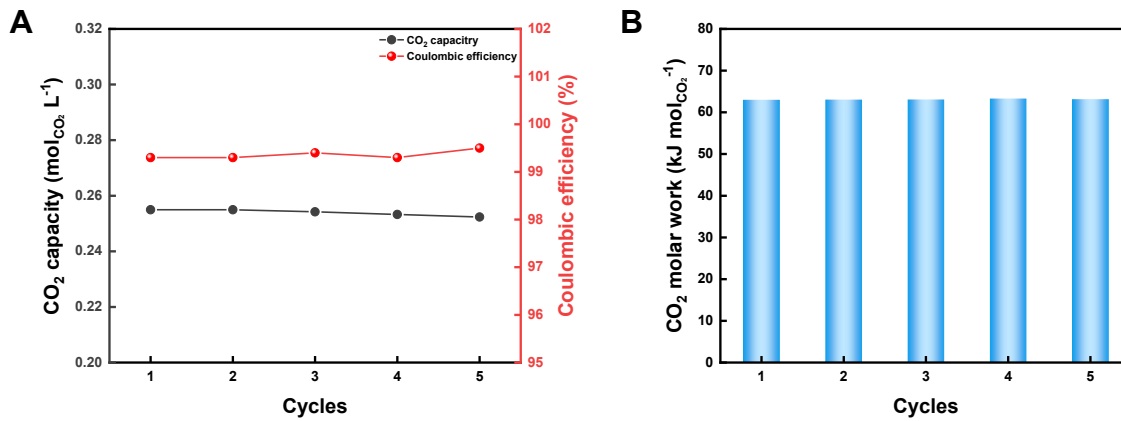 A
CO₂ capacity (mol_CO₂ L⁻¹)
0.32
0.30
0.28
0.26
0.24
0.22
0.20
CO₂ capacitry
Coulombic efficiency
102
101
100
99
98
97
96
95
Coulombic efficiency (%)
1 2 3 4 5
Cycles
B
CO₂ molar work (kJ mol_CO₂⁻¹)
80
70
60
50
40
30
20
10
0
1 2 3 4 5
Cycles